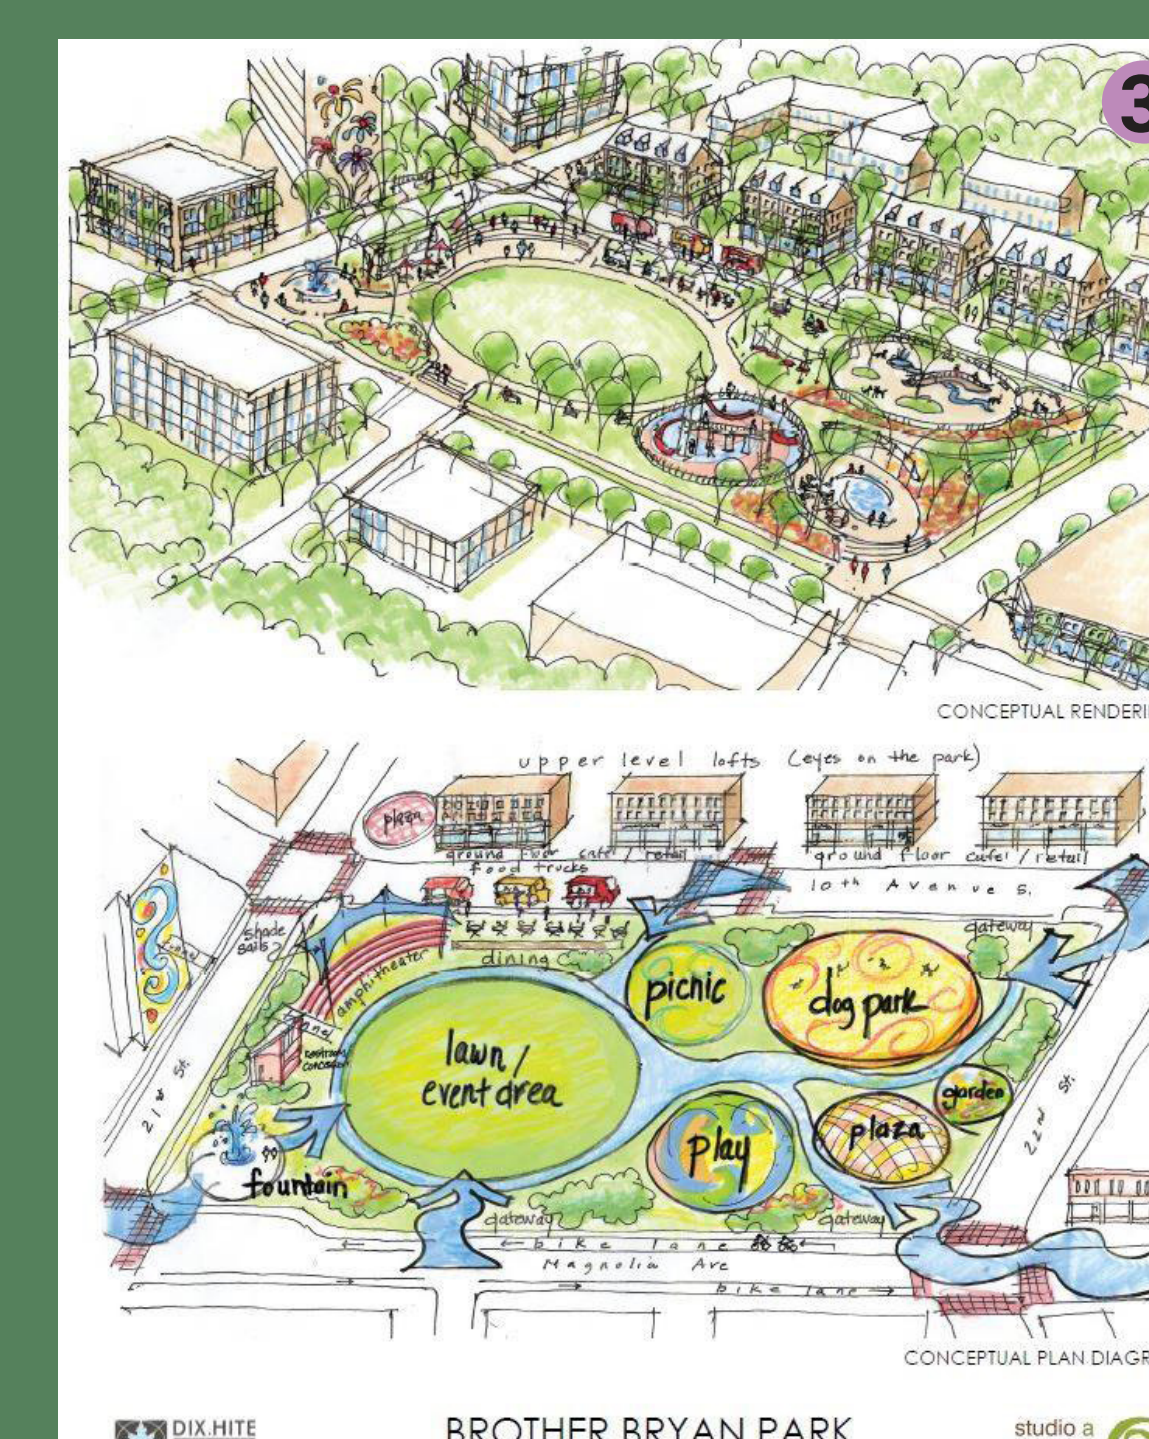 3
CONCEPTUAL RENDERI
upper level lofts (eyes on the park)
plaza
ground floor cafe / retail
ground floor cafe / retail
food trucks
10th Avenue S.
shade
sails
gateway
amphitheater
dining
picnic
dog park
restroom
lawn /
event area
21st St.
garden
play
plaza
22nd St.
fountain
gateway
gateway
bike lane
Magnolia Ave
bike lane
CONCEPTUAL PLAN DIAGR
DIX.HITE
BROTHER BRYAN PARK
studio a